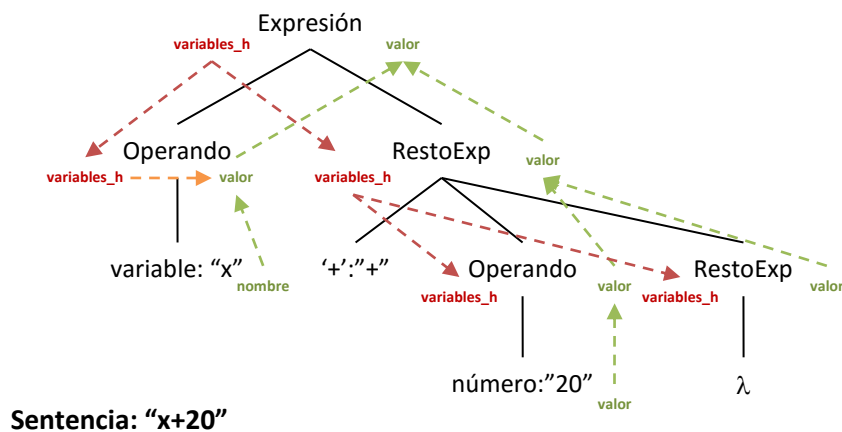 Expresión
variables_h valor
Operando RestoExp
valor
variables_h valor variables_h
variable: “x” ‘+’:”+” Operando RestoExp
nombre valor valor
variables_h variables_h
número:”20” λ
valor
Sentencia: “x+20”